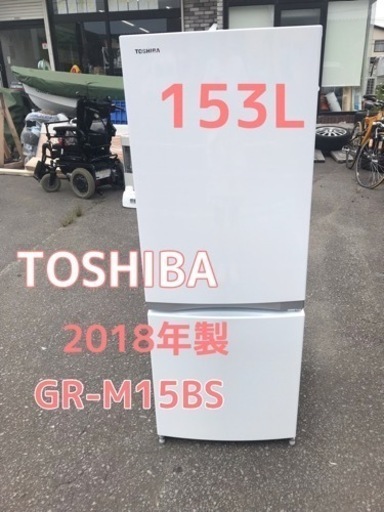 TOSHIBA
153L
TOSHIBA
2018年製
GR-M15BS